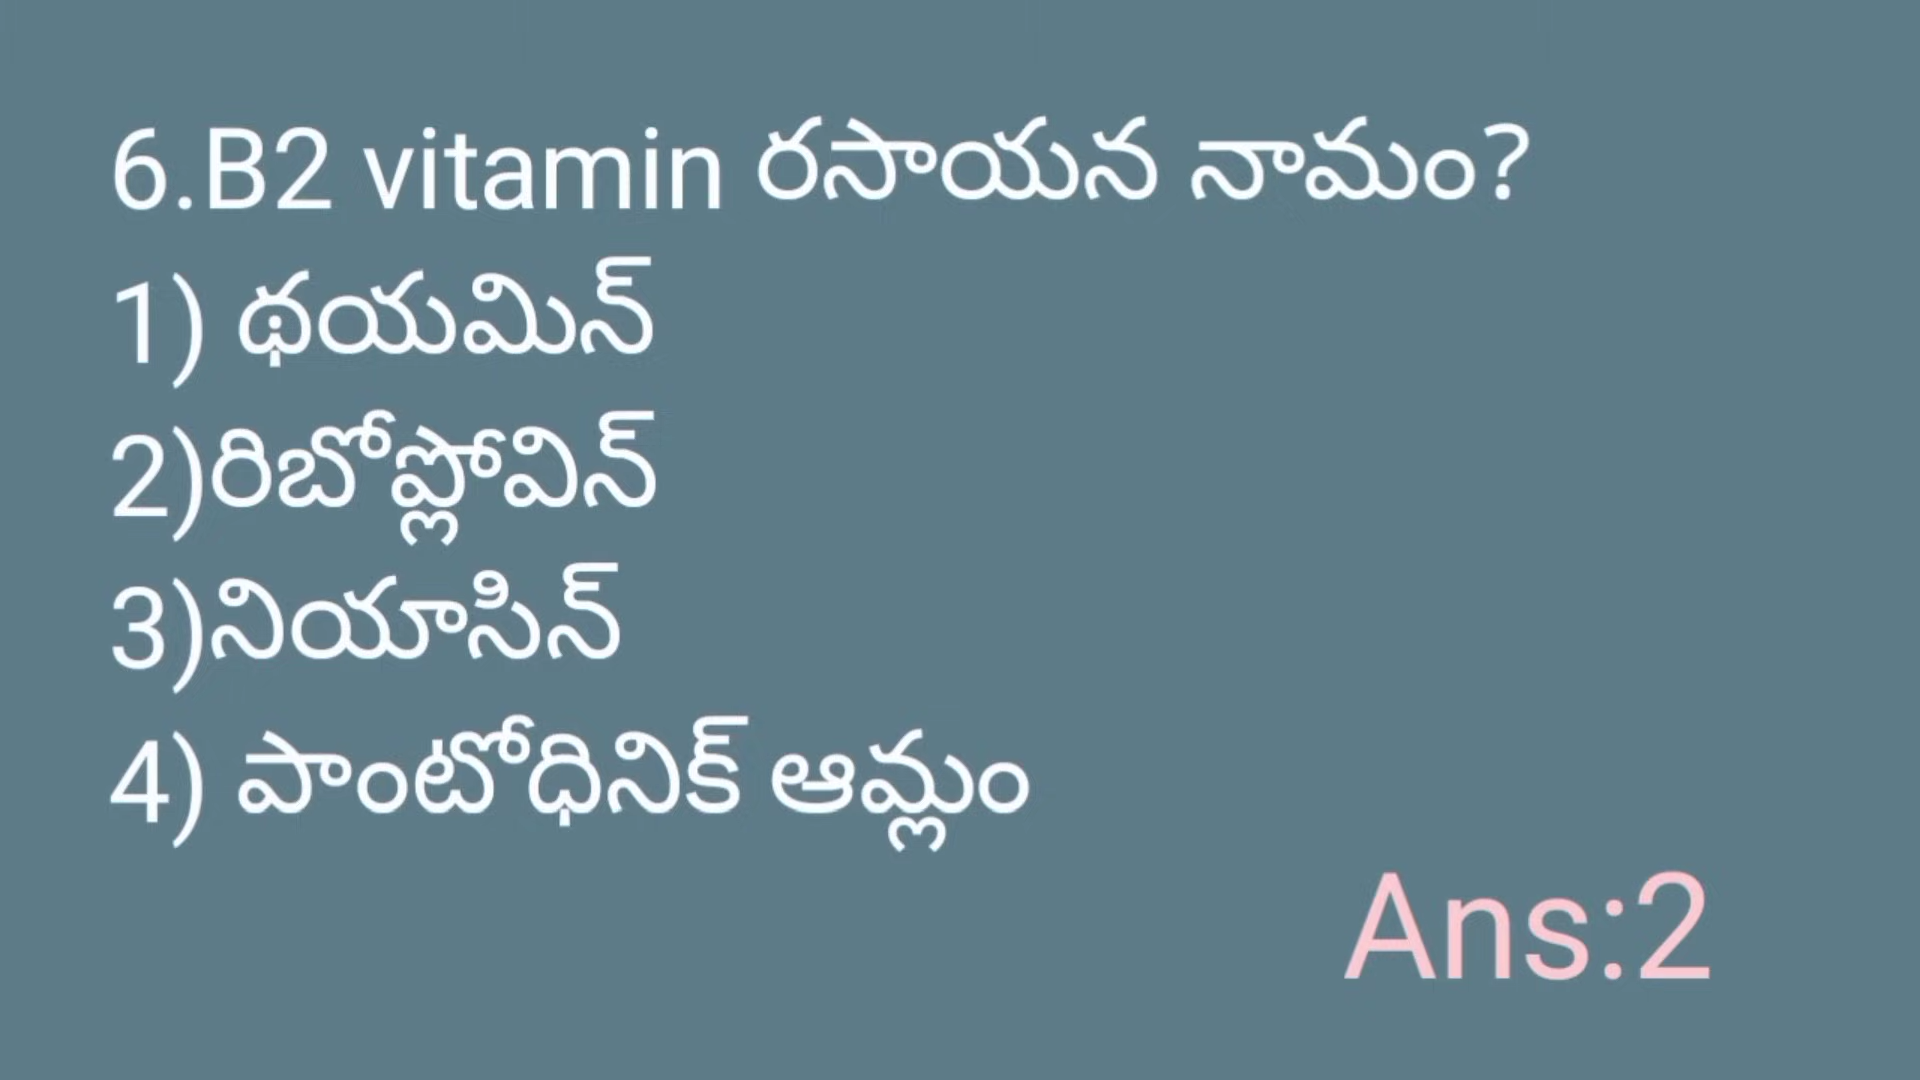 6.B2 vitamin రసాయన నామం?
1) థయమిన్
2)రిబోప్లోవిన్
3)నియాసిన్
4) పాంటోధినిక్ ఆమ్లం
Ans:2